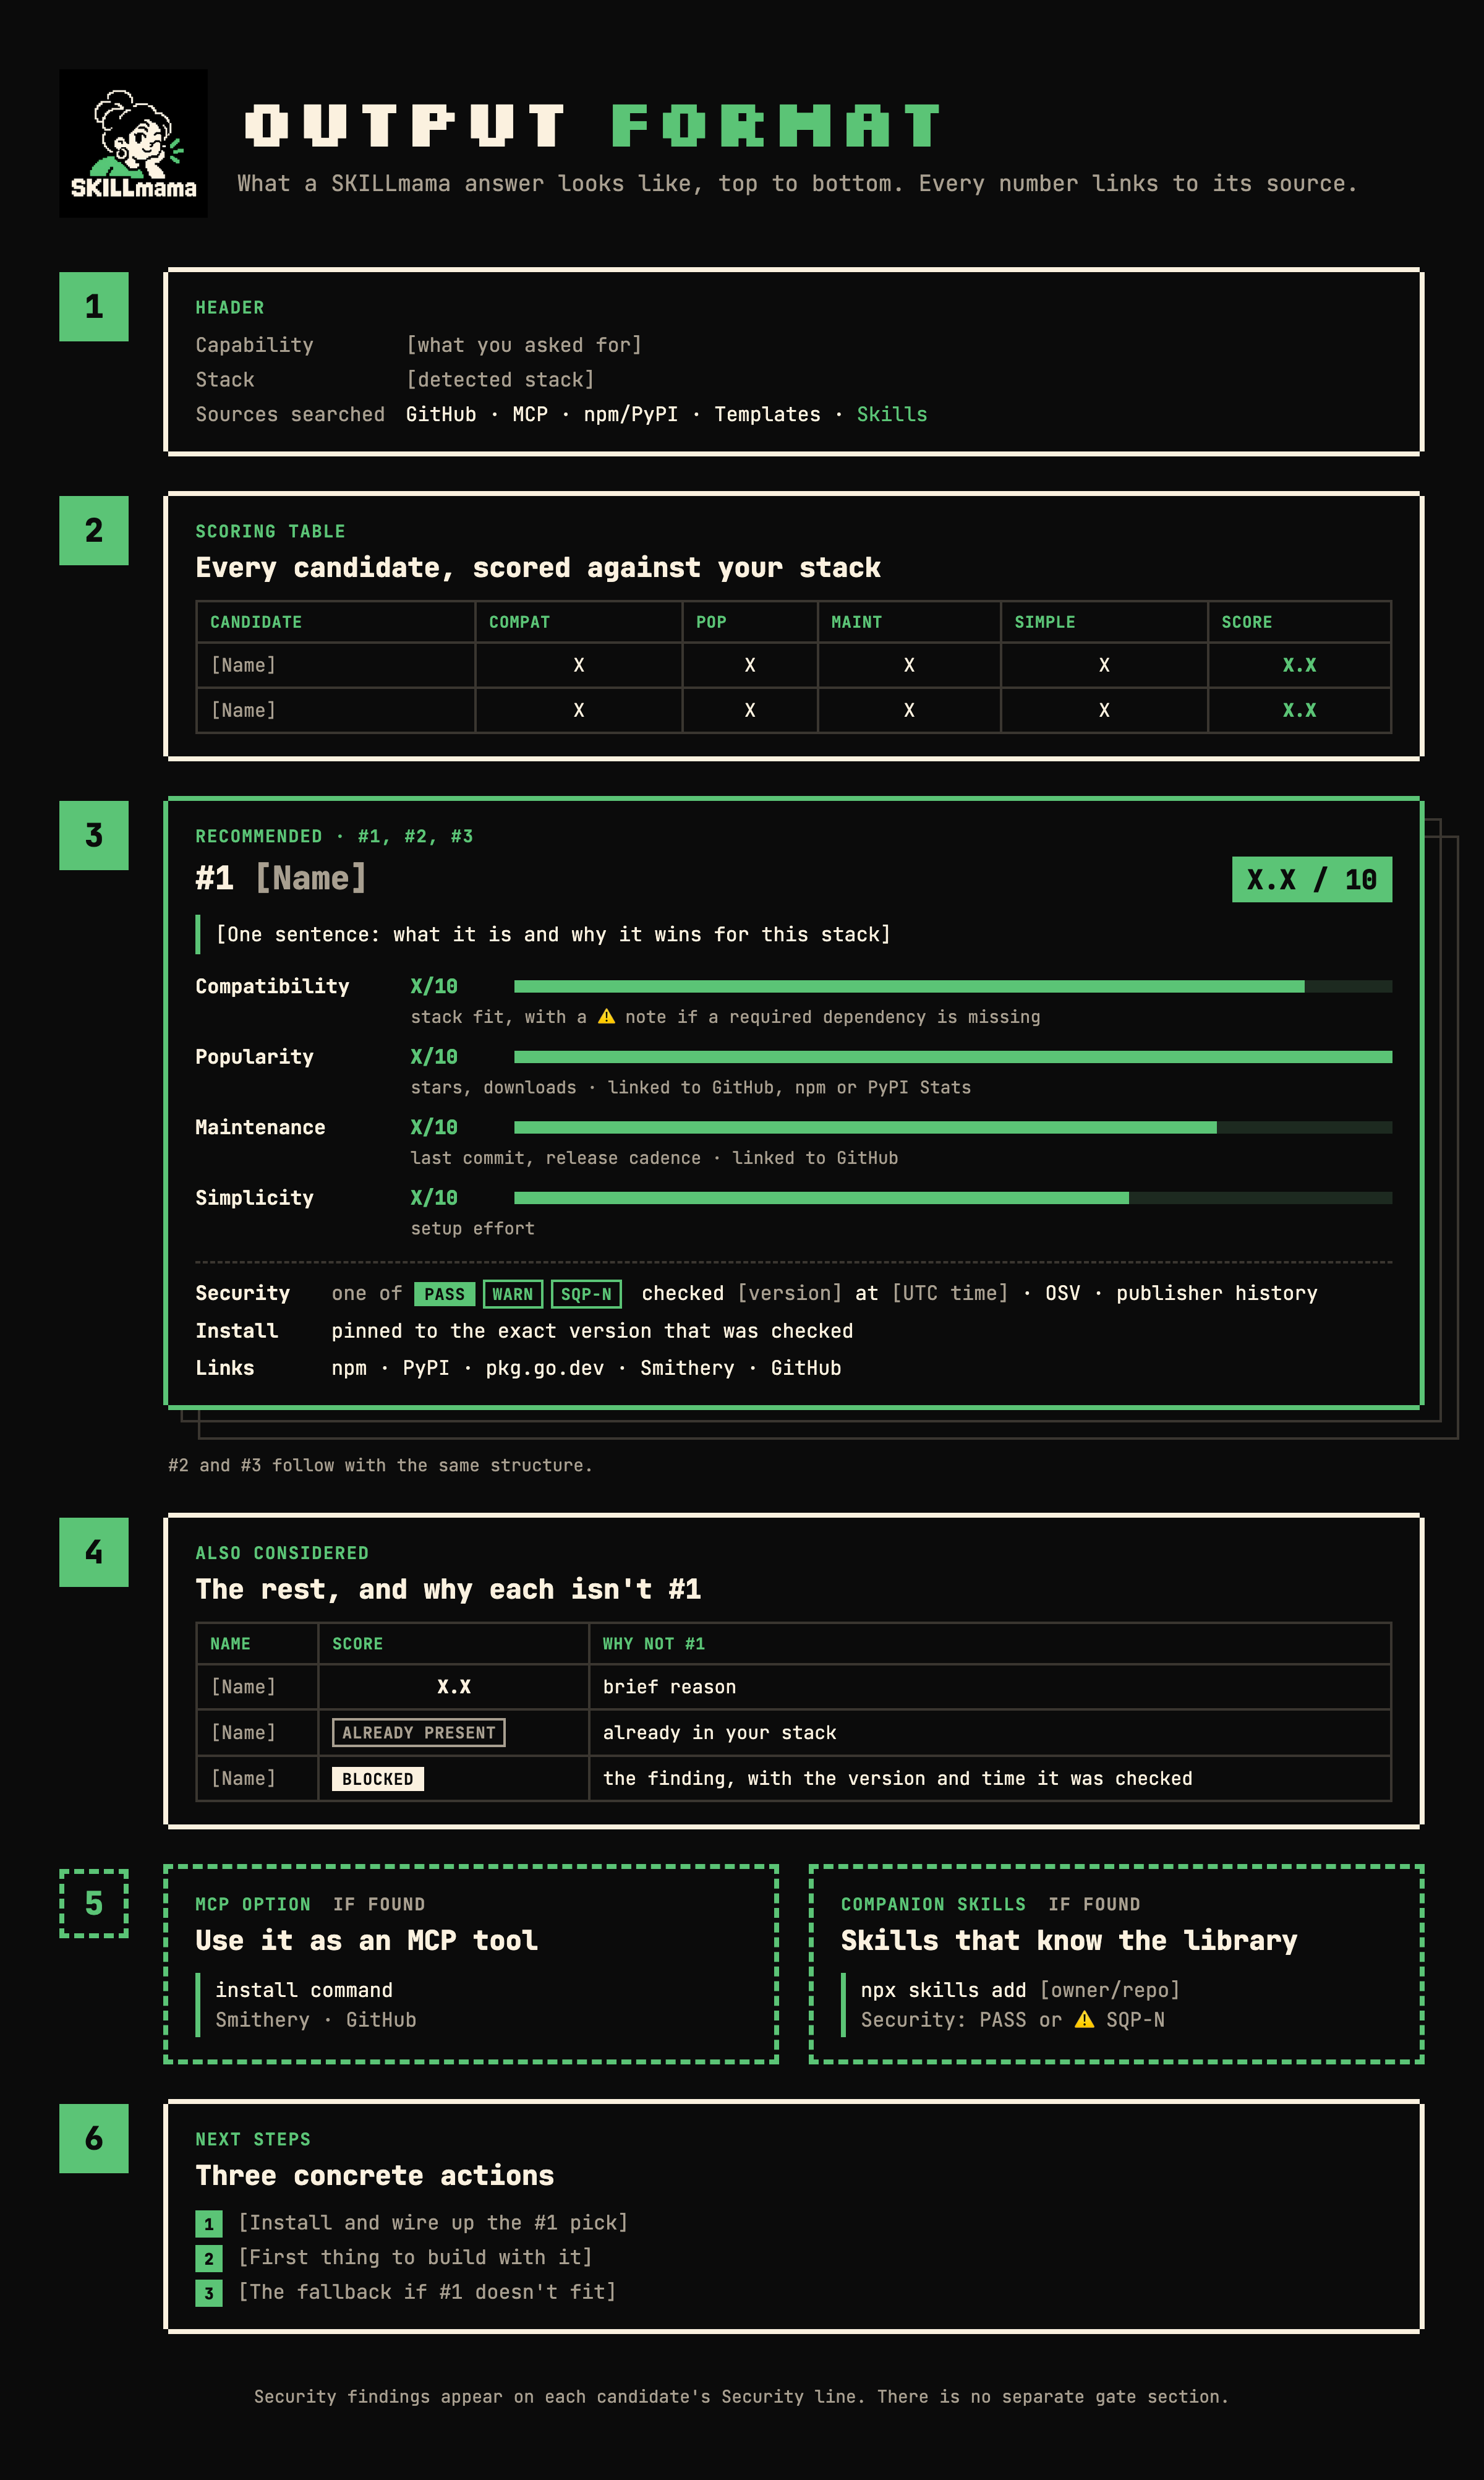 SKILLmama
OUTPUT FORMAT
What a SKILLmama answer looks like, top to bottom. Every number links to its source.
1
HEADER
Capability [what you asked for]
Stack [detected stack]
Sources searched GitHub · MCP · npm/PyPI · Templates · Skills
2
SCORING TABLE
Every candidate, scored against your stack
CANDIDATE COMPAT POP MAINT SIMPLE SCORE
[Name] X X X X X.X
[Name] X X X X X.X
3
RECOMMENDED · #1, #2, #3
#1 [Name] X.X / 10
[One sentence: what it is and why it wins for this stack]
Compatibility X/10
stack fit, with a ⚠️ note if a required dependency is missing
Popularity X/10
stars, downloads · linked to GitHub, npm or PyPI Stats
Maintenance X/10
last commit, release cadence · linked to GitHub
Simplicity X/10
setup effort
Security one of PASS WARN SQP-N checked [version] at [UTC time] · OSV · publisher history
Install pinned to the exact version that was checked
Links npm · PyPI · pkg.go.dev · Smithery · GitHub
#2 and #3 follow with the same structure.
4
ALSO CONSIDERED
The rest, and why each isn't #1
NAME SCORE WHY NOT #1
[Name] X.X brief reason
[Name] ALREADY PRESENT already in your stack
[Name] BLOCKED the finding, with the version and time it was checked
5
MCP OPTION IF FOUND
Use it as an MCP tool
install command
Smithery · GitHub
COMPANION SKILLS IF FOUND
Skills that know the library
npx skills add [owner/repo]
Security: PASS or ⚠️ SQP-N
6
NEXT STEPS
Three concrete actions
1 [Install and wire up the #1 pick]
2 [First thing to build with it]
3 [The fallback if #1 doesn't fit]
Security findings appear on each candidate's Security line. There is no separate gate section.